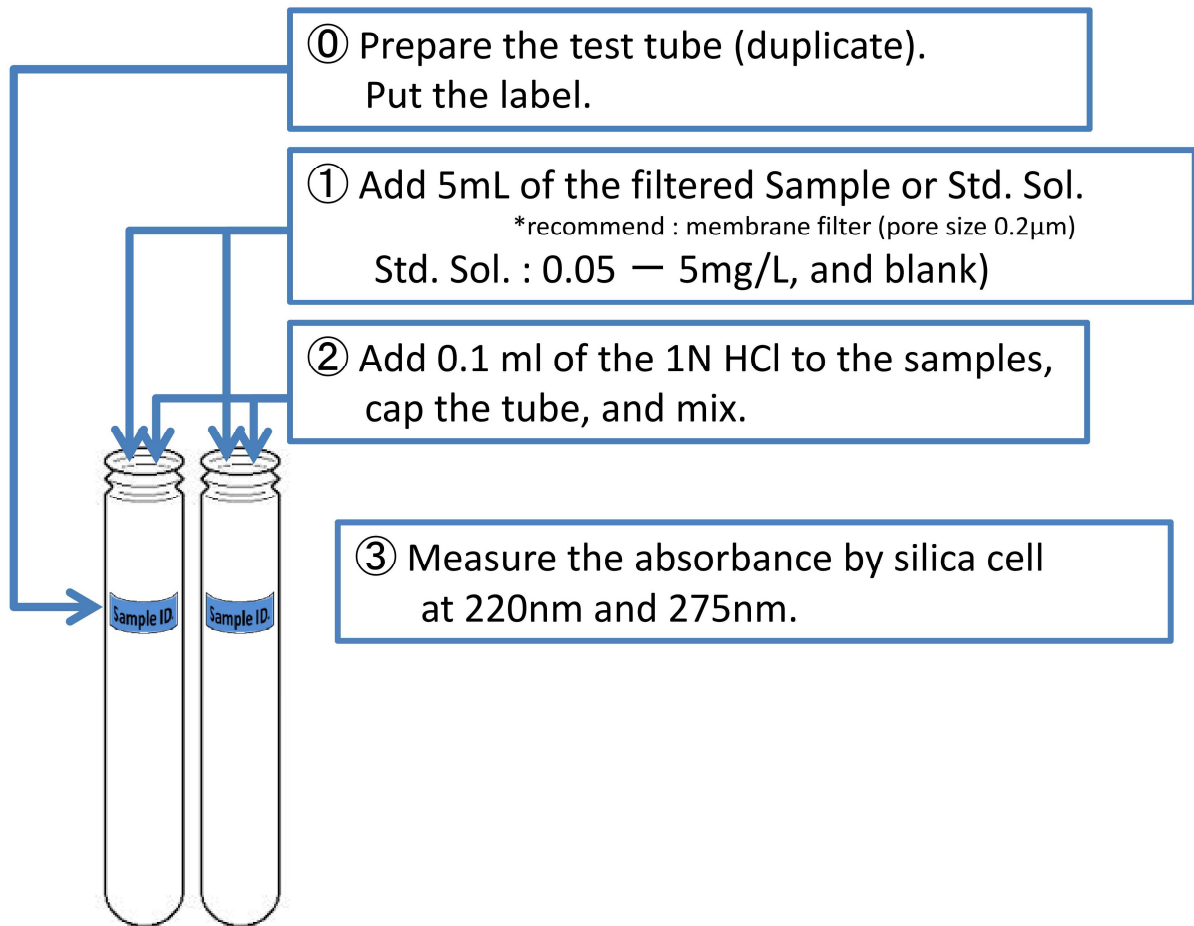 ⓪ Prepare the test tube (duplicate).
Put the label.
① Add 5mL of the filtered Sample or Std. Sol.
*recommend : membrane filter (pore size 0.2μm)
Std. Sol. : 0.05 － 5mg/L, and blank)
② Add 0.1 ml of the 1N HCl to the samples,
cap the tube, and mix.
③ Measure the absorbance by silica cell
at 220nm and 275nm.
Sample ID.
Sample ID.